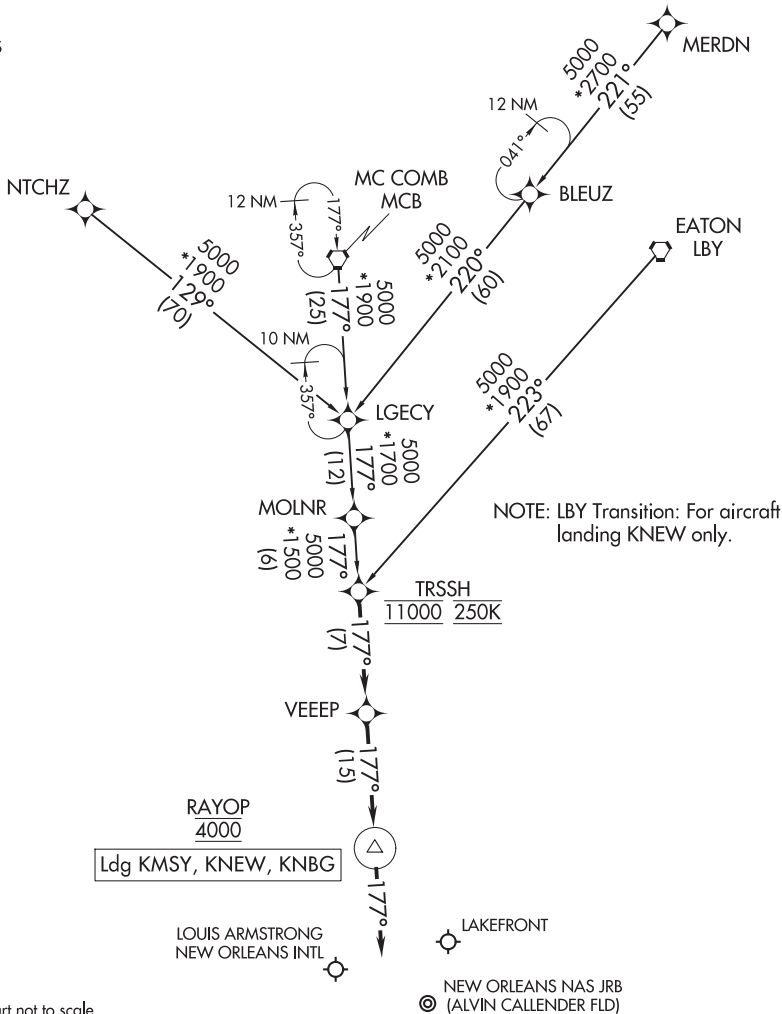 MERDN
5000
*2700
221°
(55)
12 NM
041°
BLEUZ
NTCHZ
MC COMB
MCB
12 NM
177°
357°
EATON
LBY
5000
*1900
129°
(70)
5000
*1900
177°
(25)
5000
*2100
220°
(60)
10 NM
357°
LGECY
5000
*1900
223°
(67)
5000
*1700
177°
(12)
MOLNR
NOTE: LBY Transition: For aircraft
landing KNEW only.
177°
5000
*1500
(6)
TRSSH
11000 250K
177°
(7)
VEEEP
177°
(15)
RAYOP
4000
Ldg KMSY, KNEW, KNBG
177°
LOUIS ARMSTRONG
NEW ORLEANS INTL
LAKEFRONT
NEW ORLEANS NAS JRB
(ALVIN CALLENDER FLD)
not to scale